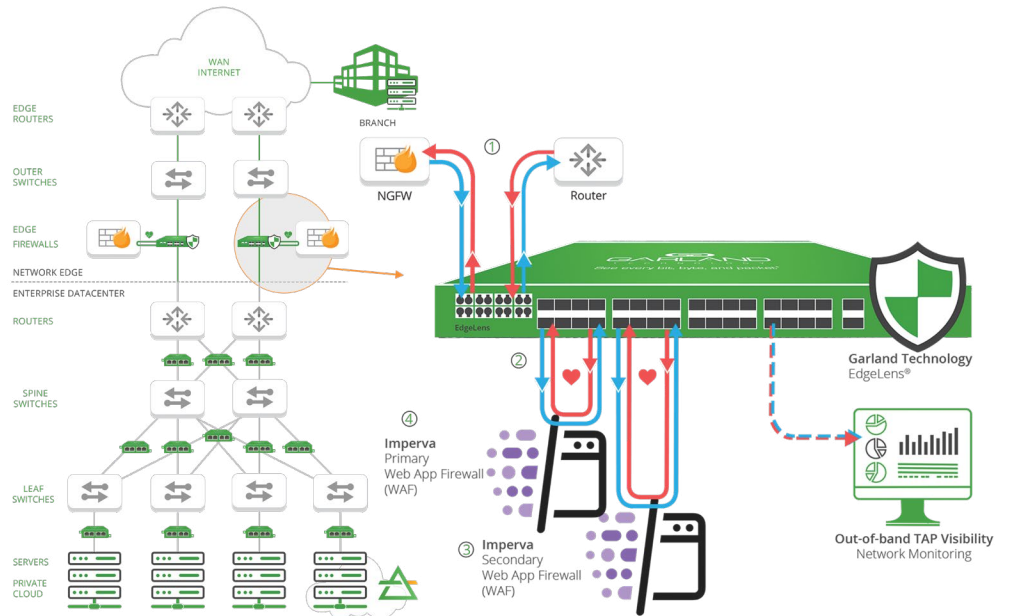 WAN
INTERNET
EDGE
ROUTERS
BRANCH
①
NGFW
Router
OUTER
SWITCHES
EDGE
FIREWALLS
NETWORK EDGE
ENTERPRISE DATACENTER
GARLAND
See every bit, byte, and packet®
EdgeLens
ROUTERS
②
Garland Technology
EdgeLens®
SPINE
SWITCHES
④
Imperva
Primary
Web App Firewall
(WAF)
LEAF
SWITCHES
③
Imperva
Secondary
Web App Firewall
(WAF)
Out-of-band TAP Visibility
Network Monitoring
SERVERS
PRIVATE
CLOUD